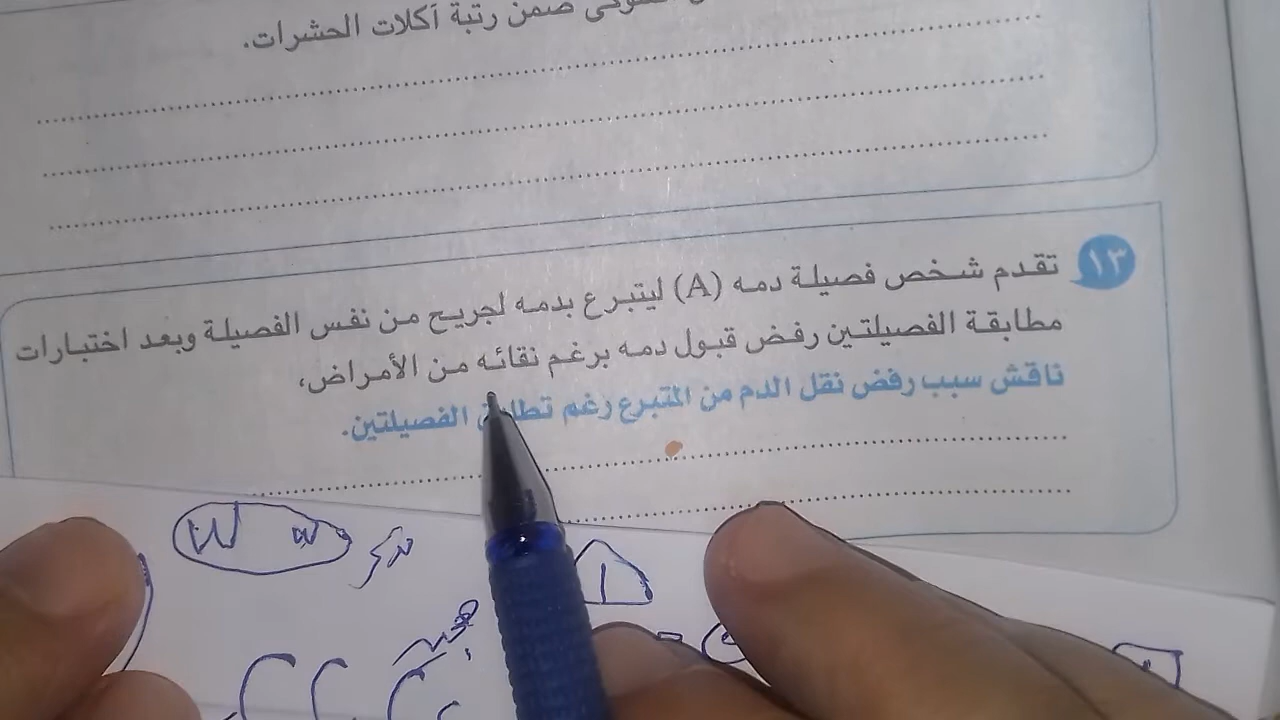 ضمن رتبة آكلات الحشرات.
١٣ تقدم شخص فصيلة دمه (A) ليتبرع بدمه لجريح من نفس الفصيلة وبعد اختبارات
مطابقة الفصيلتين رفض قبول دمه برغم نقائه من الأمراض،
ناقش سبب رفض نقل الدم من المتبرع رغم تطابق الفصيلتين.